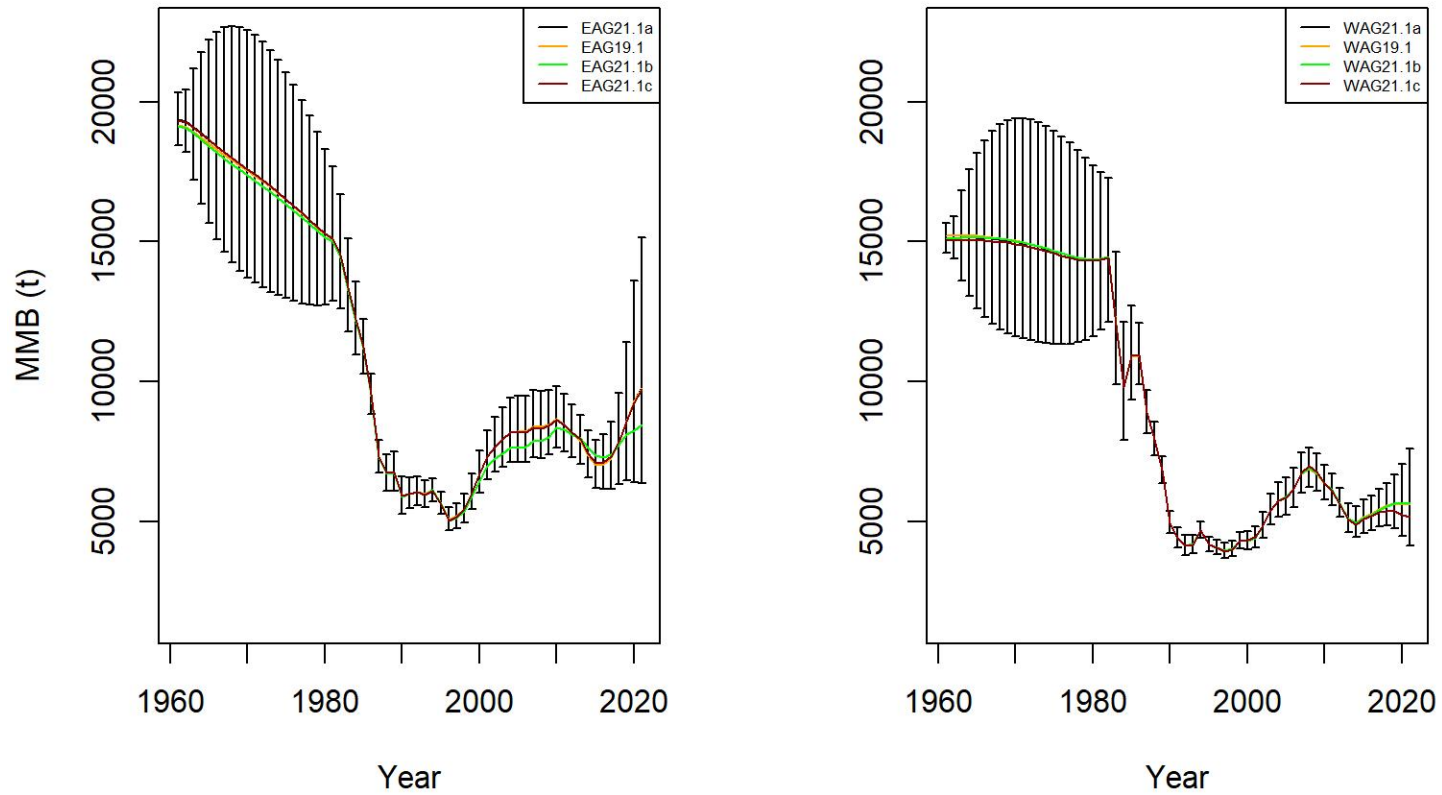 MMB (t)
20000
15000
10000
5000
EAG21.1a
EAG19.1
EAG21.1b
EAG21.1c
1960 1980 2000 2020
Year
20000
15000
10000
5000
WAG21.1a
WAG19.1
WAG21.1b
WAG21.1c
1960 1980 2000 2020
Year